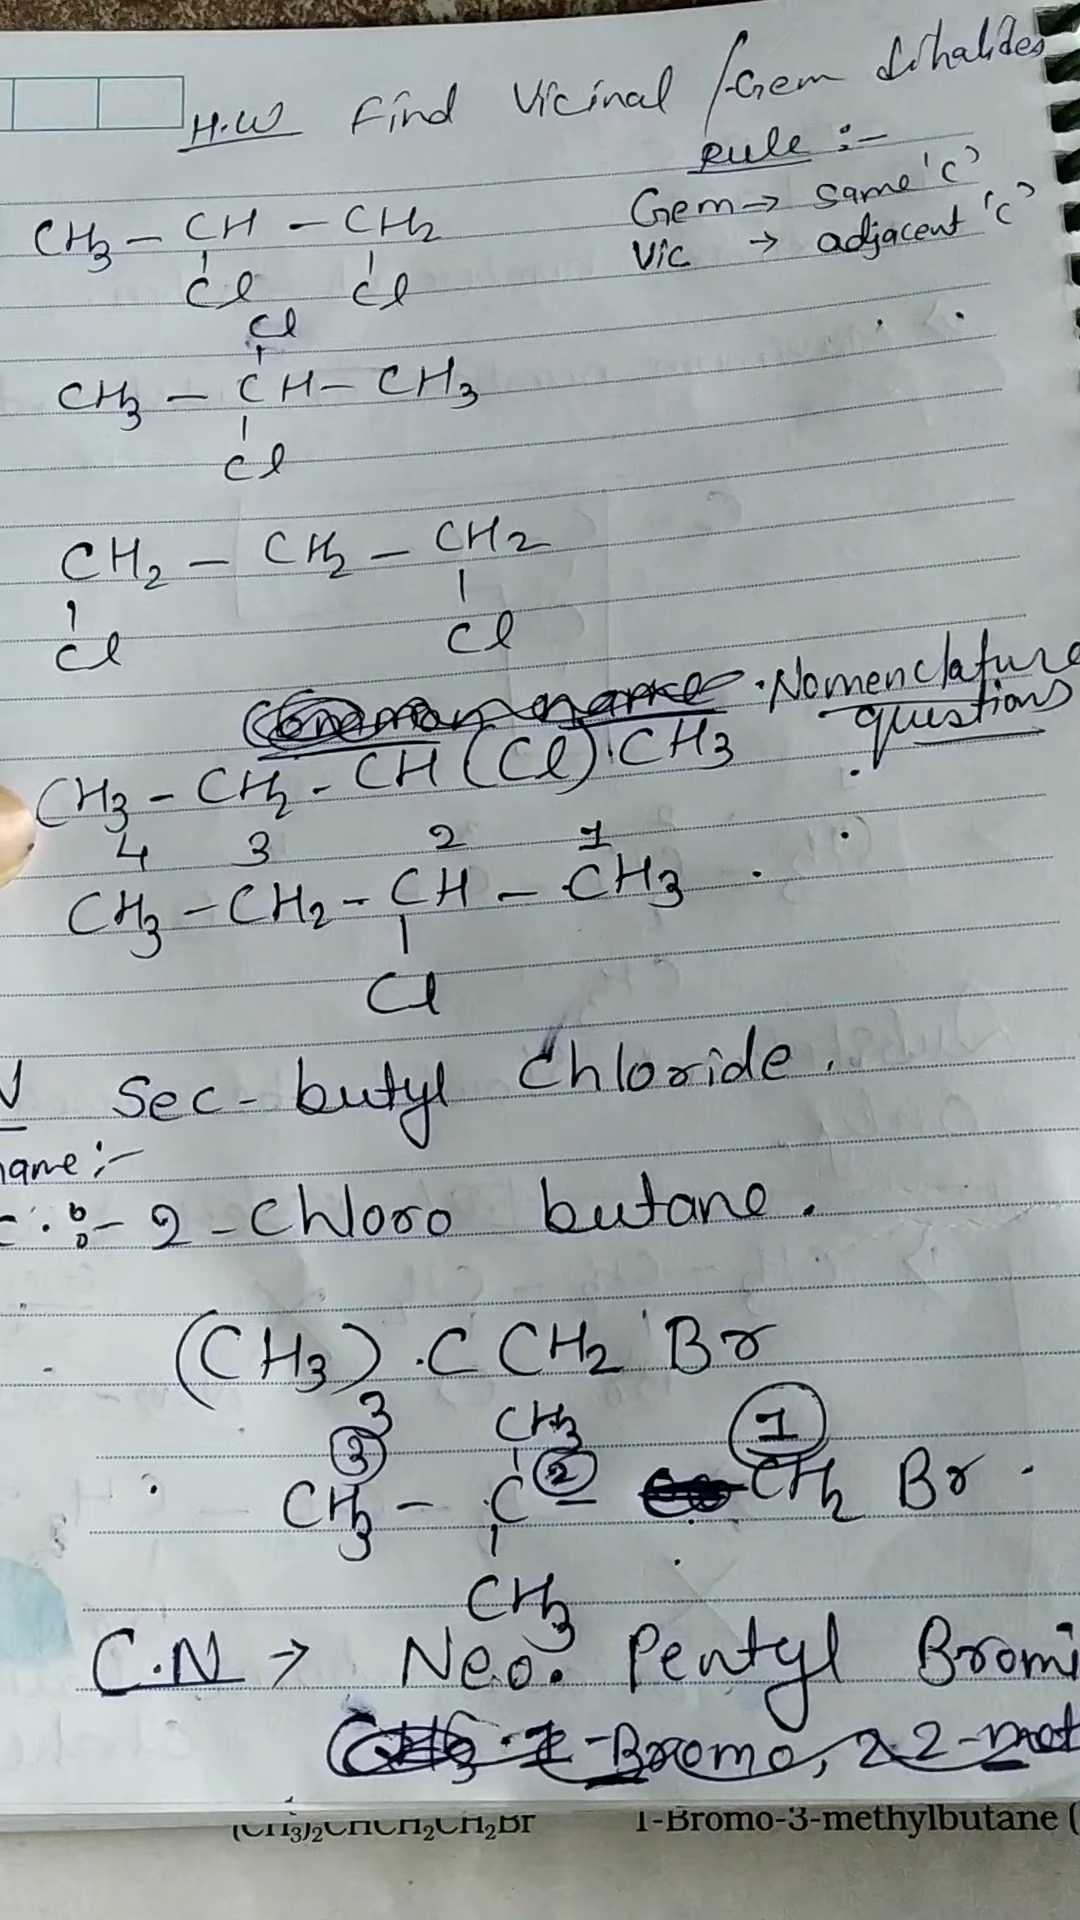 H.W Find Vicinal / Gem dihalides
Rule :-
Gem → same 'c'
Vic → adjacent 'c'
CH3 - CH - CH2
Cl Cl
Cl
CH3 - CH - CH3
Cl
CH2 - CH2 - CH2
Cl Cl
Nomenclature
questions
CH3 - CH2 - CH (Cl) CH3
4 3 2 1
CH3 - CH2 - CH - CH3
Cl
Sec-butyl Chloride.
:- 2-Chloro butane.
(CH3)3 C CH2 Br
CH3
3 2 1
CH3 - C - CH2 Br
CH3
C.N → Neo. Pentyl Bromi
-Bromo, 2 2-met
(CH3)2CHCH2CH2Br 1-Bromo-3-methylbutane (